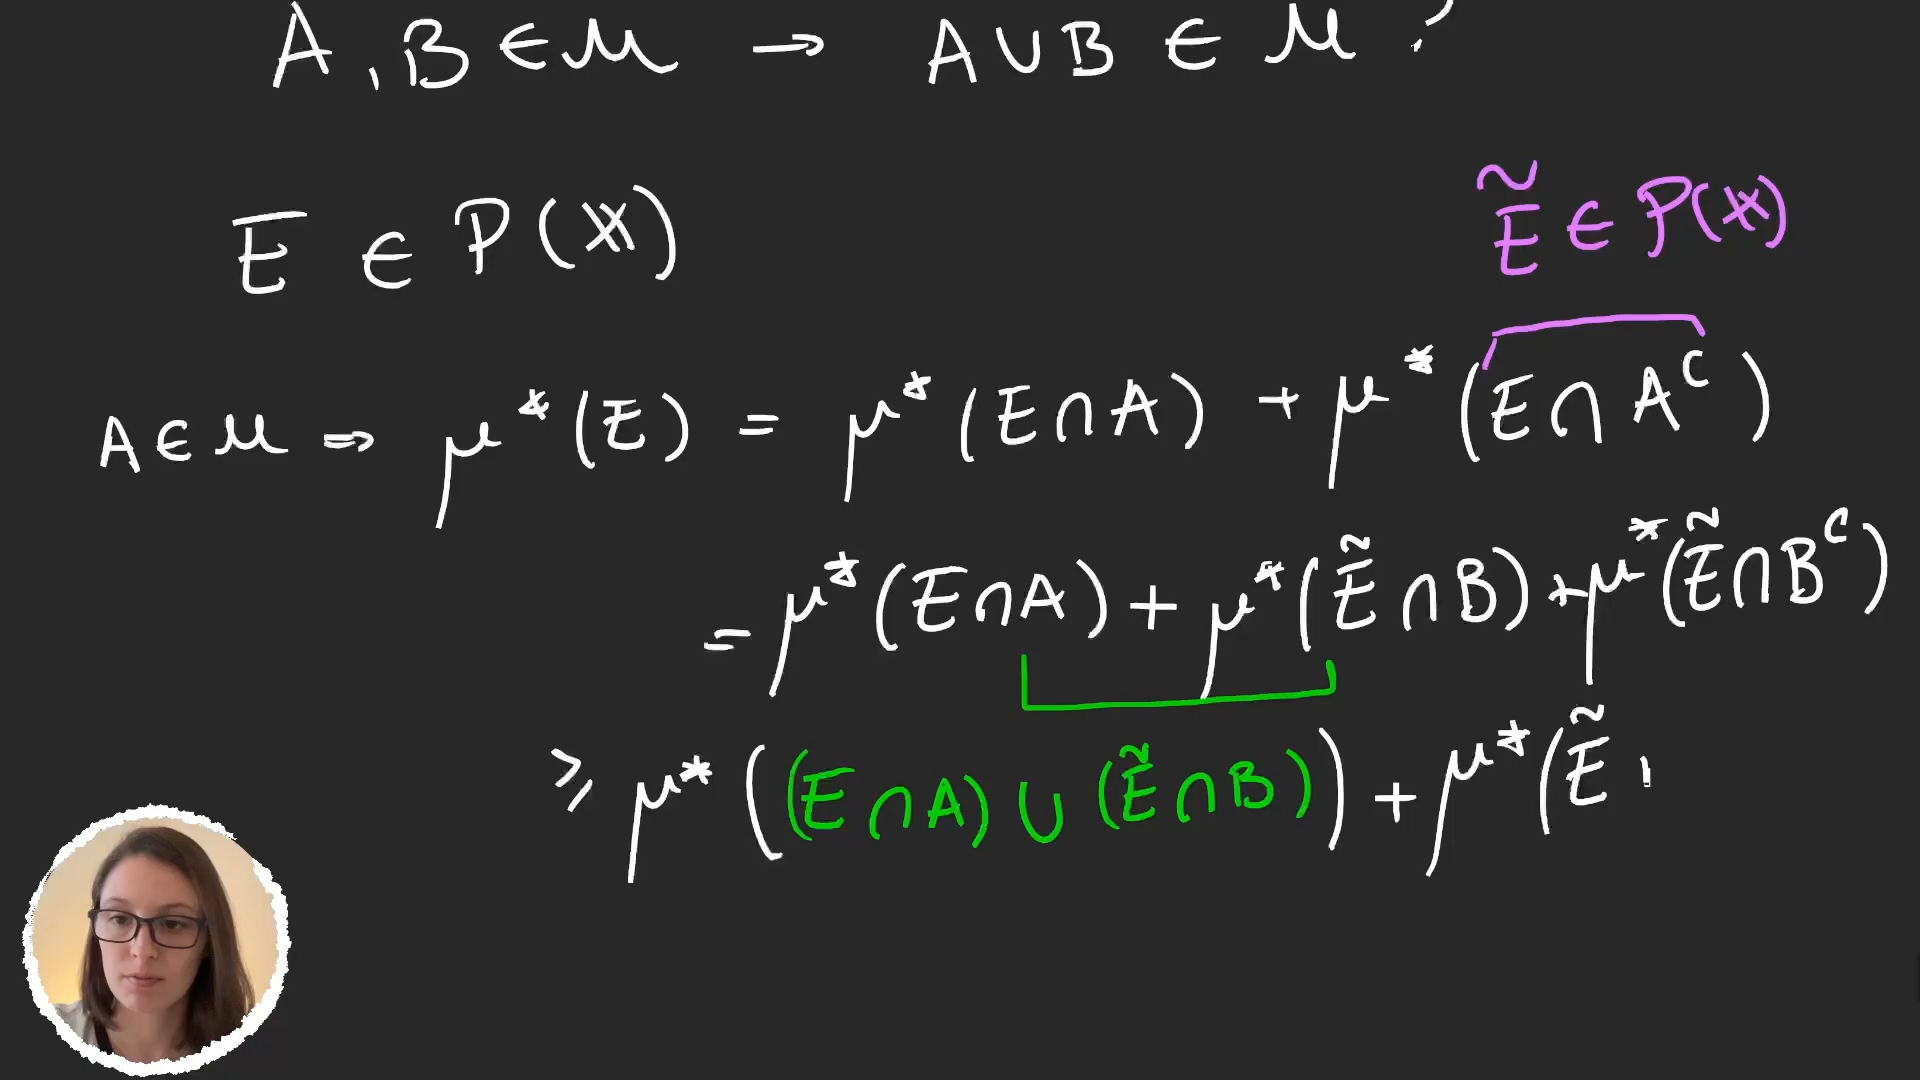 A, B ∈ M → A ∪ B ∈ M ?
E ∈ P(X)
Ẽ ∈ P(X)
A ∈ M ⇒ μ*(E) = μ*(E ∩ A) + μ*(E ∩ Aᶜ)
= μ*(E ∩ A) + μ*(Ẽ ∩ B) + μ*(Ẽ ∩ Bᶜ)
≥ μ*((E ∩ A) ∪ (Ẽ ∩ B)) + μ*(Ẽ